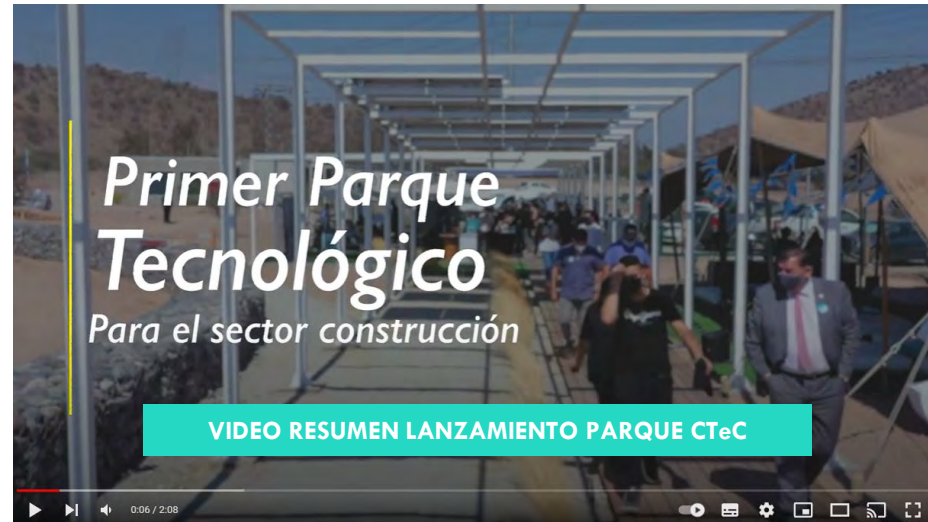 Primer Parque
Tecnológico
Para el sector construcción
VIDEO RESUMEN LANZAMIENTO PARQUE CTeC
0:06 / 2:08